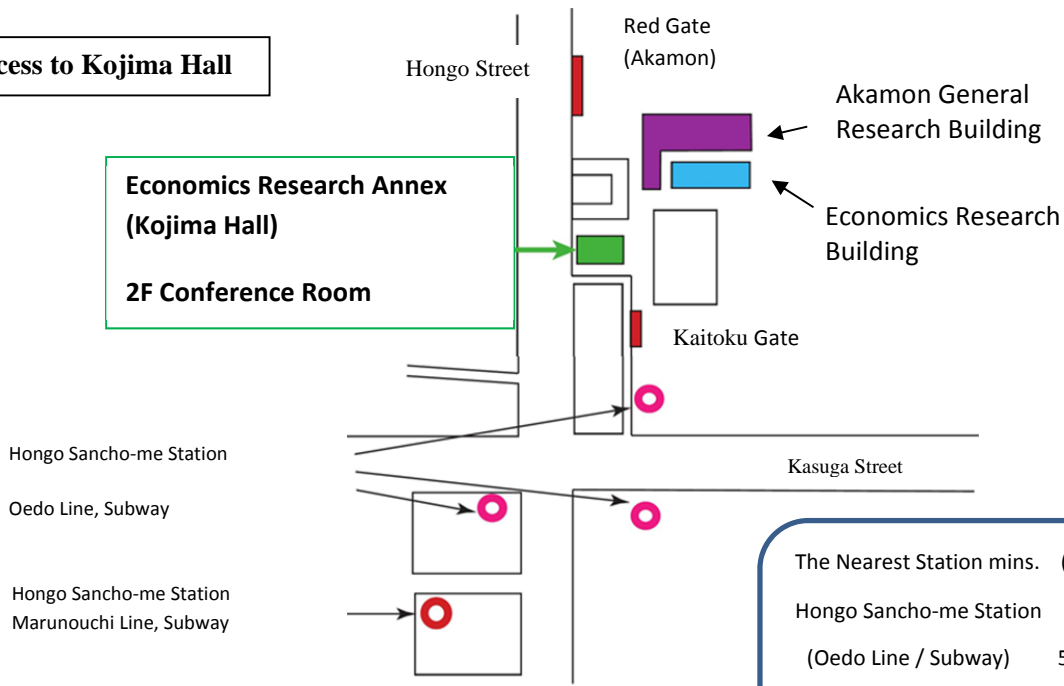 cess to Kojima Hall
Hongo Street
Red Gate
(Akamon)
Akamon General
Research Building
Economics Research Annex
(Kojima Hall)
2F Conference Room
Economics Research
Building
Kaitoku Gate
Hongo Sancho-me Station
Oedo Line, Subway
Kasuga Street
Hongo Sancho-me Station
Marunouchi Line, Subway
The Nearest Station mins. (
Hongo Sancho-me Station
(Oedo Line / Subway) 5